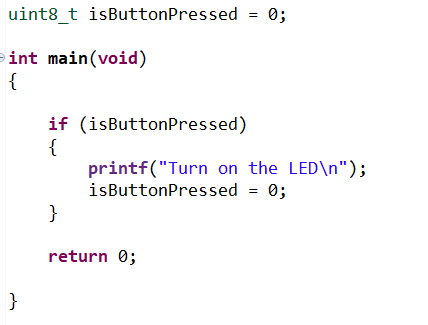 uint8_t isButtonPressed = 0;
int main(void)
{
if (isButtonPressed)
{
printf("Turn on the LED\n");
isButtonPressed = 0;
}
return 0;
}